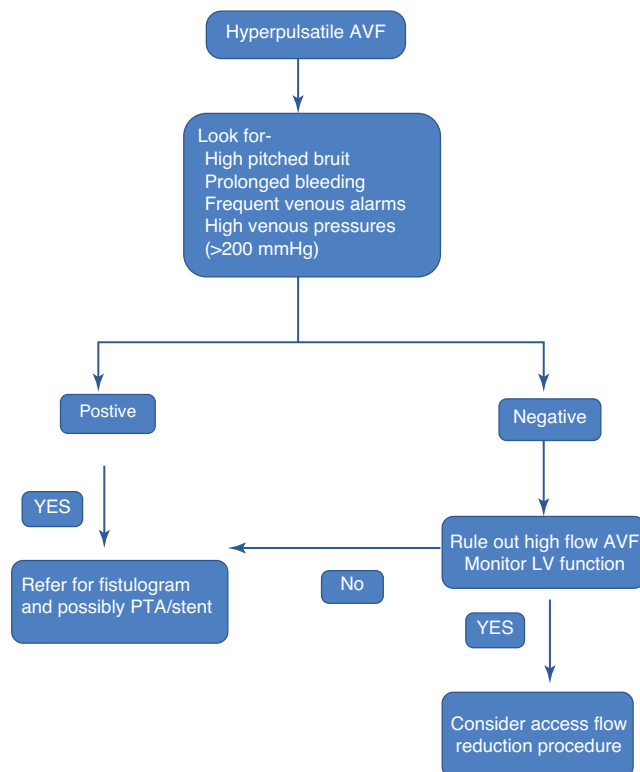 Hyperpulsatile AVF
Look for-
High pitched bruit
Prolonged bleeding
Frequent venous alarms
High venous pressures
(>200 mmHg)
Postive
Negative
YES
Rule out high flow AVF
Monitor LV function
No
Refer for fistulogram
and possibly PTA/stent
YES
Consider access flow
reduction procedure